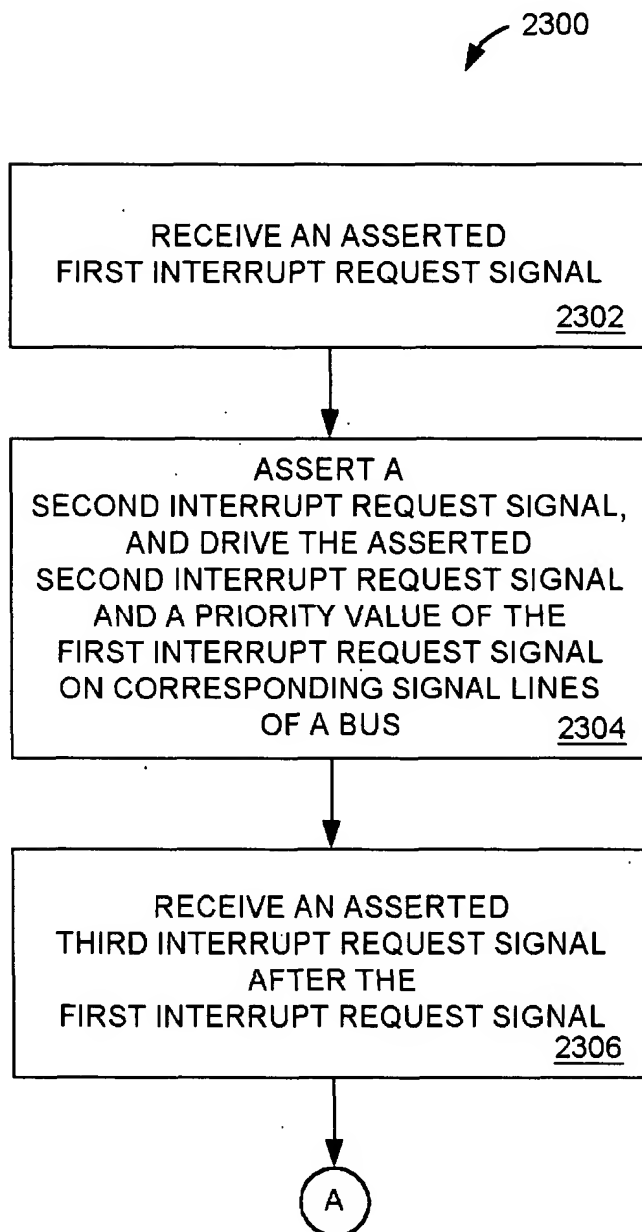 2300
RECEIVE AN ASSERTED
FIRST INTERRUPT REQUEST SIGNAL
2302
ASSERT A
SECOND INTERRUPT REQUEST SIGNAL,
AND DRIVE THE ASSERTED
SECOND INTERRUPT REQUEST SIGNAL
AND A PRIORITY VALUE OF THE
FIRST INTERRUPT REQUEST SIGNAL
ON CORRESPONDING SIGNAL LINES
OF A BUS
2304
RECEIVE AN ASSERTED
THIRD INTERRUPT REQUEST SIGNAL
AFTER THE
FIRST INTERRUPT REQUEST SIGNAL
2306
A